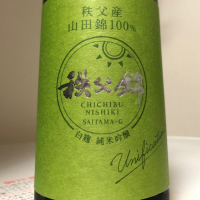 秩父産
山田錦100%
秩父錦
CHICHIBU
NISHIKI
SAITAMA-G
白麹 純米吟醸
Unification